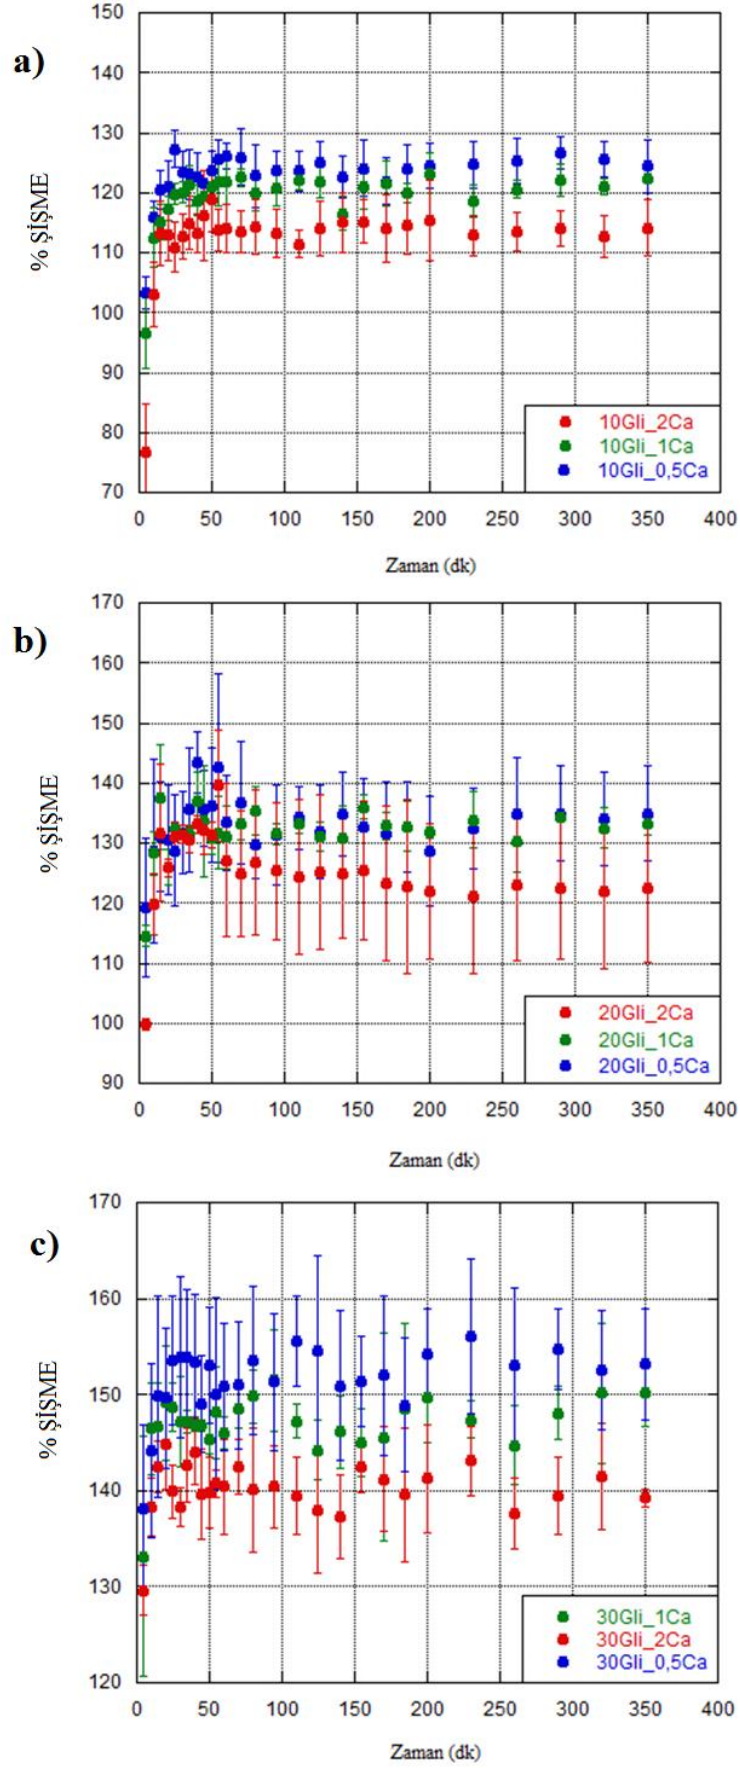 a)
150
140
130
120
110
100
90
80
70
% ŞİŞME
10Gli_2Ca
10Gli_1Ca
10Gli_0,5Ca
0 50 100 150 200 250 300 350 400
Zaman (dk)
b)
170
160
150
140
130
120
110
100
90
% ŞİŞME
20Gli_2Ca
20Gli_1Ca
20Gli_0,5Ca
0 50 100 150 200 250 300 350 400
Zaman (dk)
c)
170
160
150
140
130
120
% ŞİŞME
30Gli_1Ca
30Gli_2Ca
30Gli_0,5Ca
0 50 100 150 200 250 300 350 400
Zaman (dk)